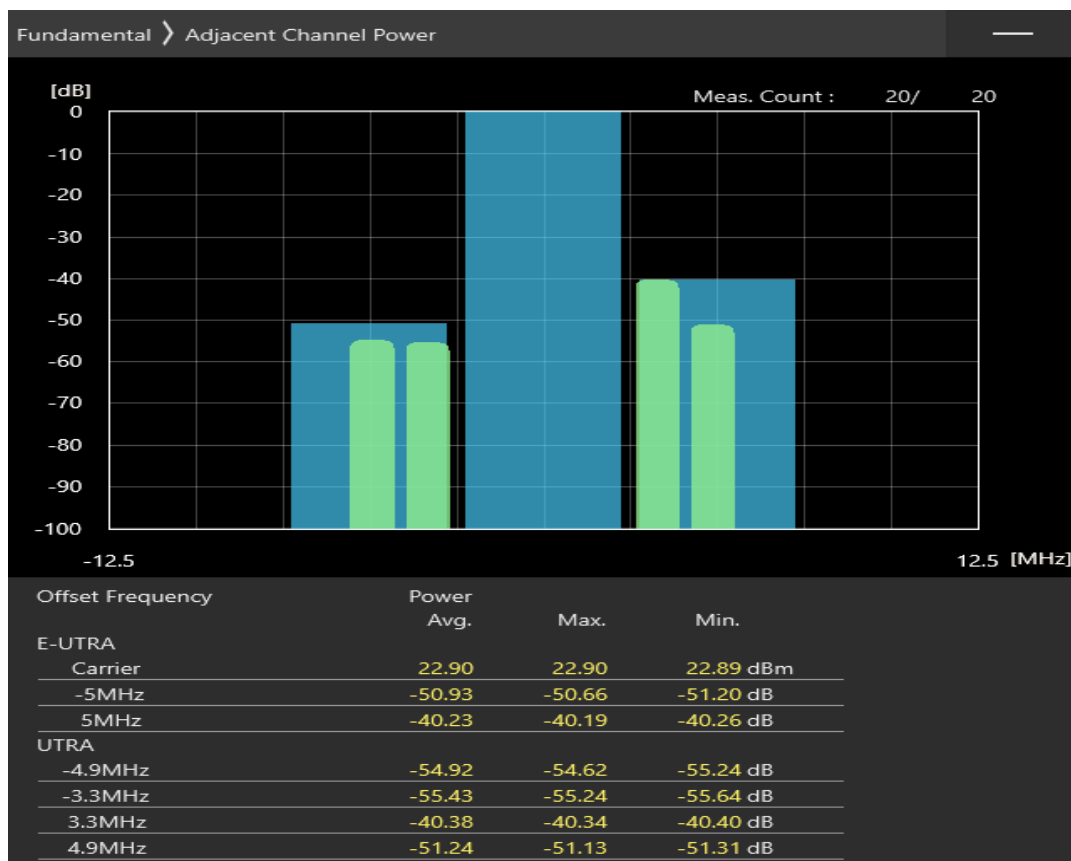 Fundamental 〉 Adjacent Channel Power
[dB]
Meas. Count : 20/ 20
0
-10
-20
-30
-40
-50
-60
-70
-80
-90
-100
-12.5 12.5 [MHz]
Offset Frequency Power
Avg. Max. Min.
E-UTRA
Carrier 22.90 22.90 22.89 dBm
-5MHz -50.93 -50.66 -51.20 dB
5MHz -40.23 -40.19 -40.26 dB
UTRA
-4.9MHz -54.92 -54.62 -55.24 dB
-3.3MHz -55.43 -55.24 -55.64 dB
3.3MHz -40.38 -40.34 -40.40 dB
4.9MHz -51.24 -51.13 -51.31 dB